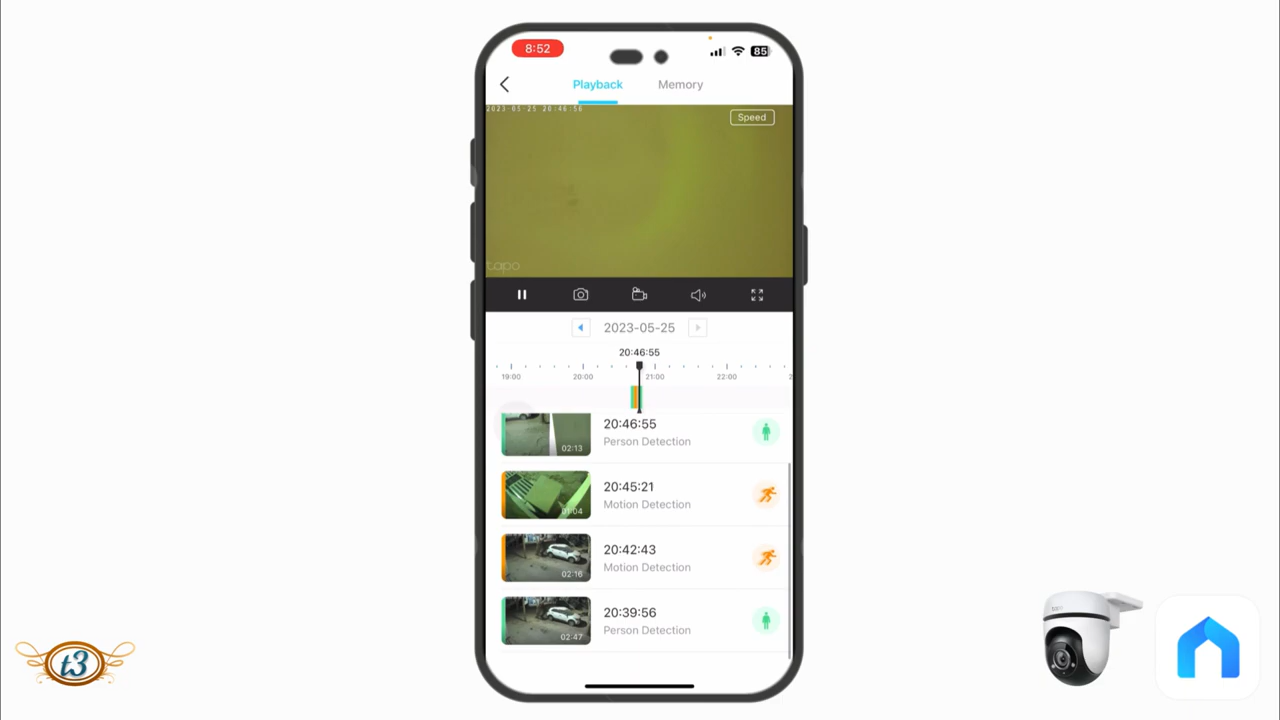 8:52
85
Playback
Memory
2023-05-25 20:46:56
Speed
tapo
2023-05-25
20:46:55
19:00
20:00
21:00
22:00
2
20:46:55
Person Detection
02:13
20:45:21
Motion Detection
01:04
20:42:43
Motion Detection
02:16
20:39:56
Person Detection
02:47
t3
tapo